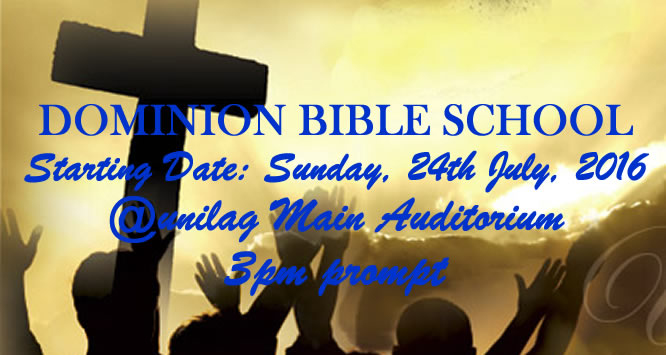 DOMINION BIBLE SCHOOL
Starting Date: Sunday, 24th July, 2016
@unilag Main Auditorium
3pm prompt